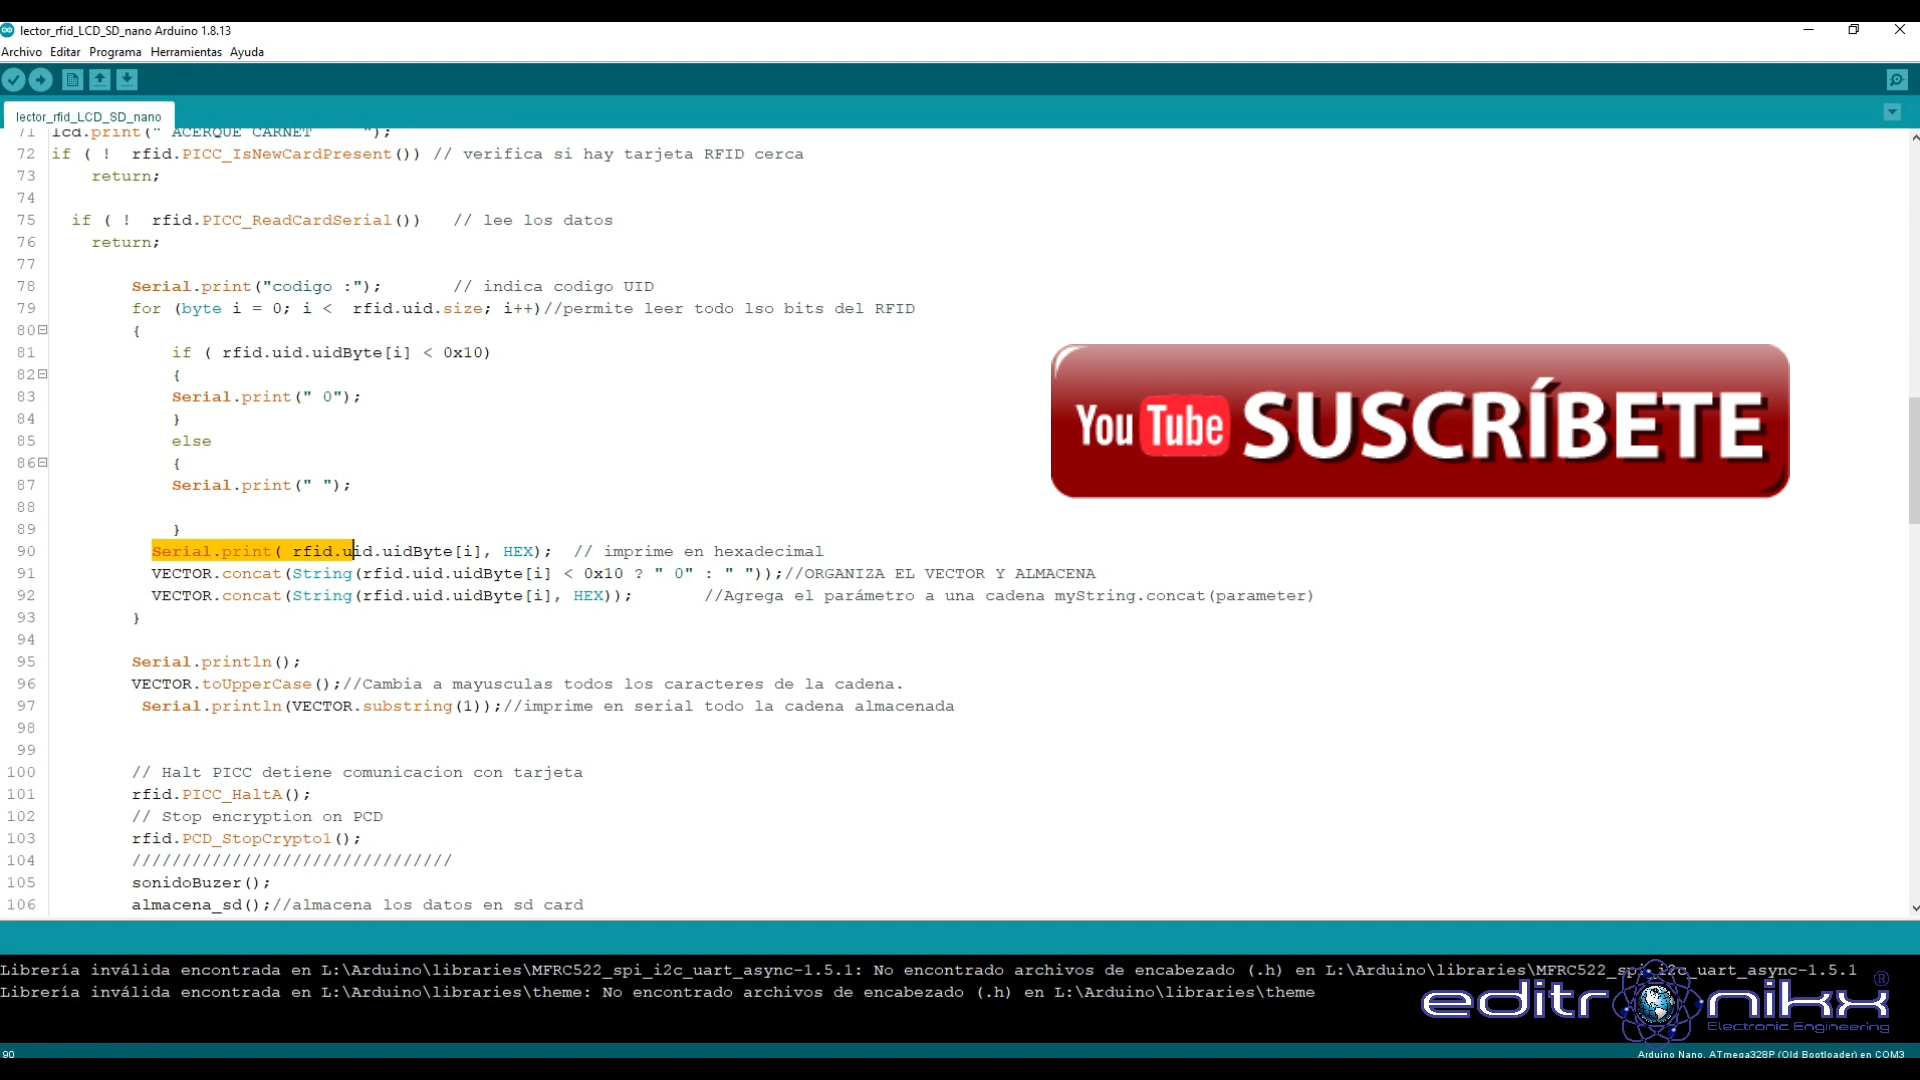 lector_rfid_LCD_SD_nano Arduino 1.8.13
Archivo Editar Programa Herramientas Ayuda
lector_rfid_LCD_SD_nano
71 lcd.print(" ACERQUE CARNET     ");
72 if ( !  rfid.PICC_IsNewCardPresent()) // verifica si hay tarjeta RFID cerca
73     return;
74
75   if ( !  rfid.PICC_ReadCardSerial())   // lee los datos
76     return;
77
78         Serial.print("codigo :");       // indica codigo UID
79         for (byte i = 0; i <  rfid.uid.size; i++)//permite leer todo lso bits del RFID
80         {
81             if ( rfid.uid.uidByte[i] < 0x10)
82             {
83             Serial.print(" 0");
84             }
85             else
86             {
87             Serial.print(" ");
88
89             }
90           Serial.print( rfid.uid.uidByte[i], HEX);  // imprime en hexadecimal
91           VECTOR.concat(String(rfid.uid.uidByte[i] < 0x10 ? " 0" : " "));//ORGANIZA EL VECTOR Y ALMACENA
92           VECTOR.concat(String(rfid.uid.uidByte[i], HEX));       //Agrega el parámetro a una cadena myString.concat(parameter)
93         }
94
95         Serial.println();
96         VECTOR.toUpperCase();//Cambia a mayusculas todos los caracteres de la cadena.
97          Serial.println(VECTOR.substring(1));//imprime en serial todo la cadena almacenada
98
99
100         // Halt PICC detiene comunicacion con tarjeta
101         rfid.PICC_HaltA();
102         // Stop encryption on PCD
103         rfid.PCD_StopCrypto1();
104         ////////////////////////////////
105         sonidoBuzer();
106         almacena_sd();//almacena los datos en sd card
YouTube SUSCRÍBETE
Librería inválida encontrada en L:\Arduino\libraries\MFRC522_spi_i2c_uart_async-1.5.1: No encontrado archivos de encabezado (.h) en L:\Arduino\libraries\MFRC522_spi_i2c_uart_async-1.5.1
Librería inválida encontrada en L:\Arduino\libraries\theme: No encontrado archivos de encabezado (.h) en L:\Arduino\libraries\theme
editronikx ®
Electronic Engineering
90
Arduino Nano, ATmega328P (Old Bootloader) en COM3